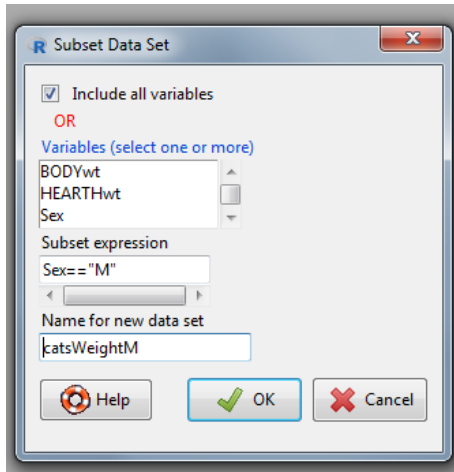 R Subset Data Set
Include all variables
OR
Variables (select one or more)
BODYwt
HEARTHwt
Sex
Subset expression
Sex=="M"
Name for new data set
catsWeightM
Help OK Cancel